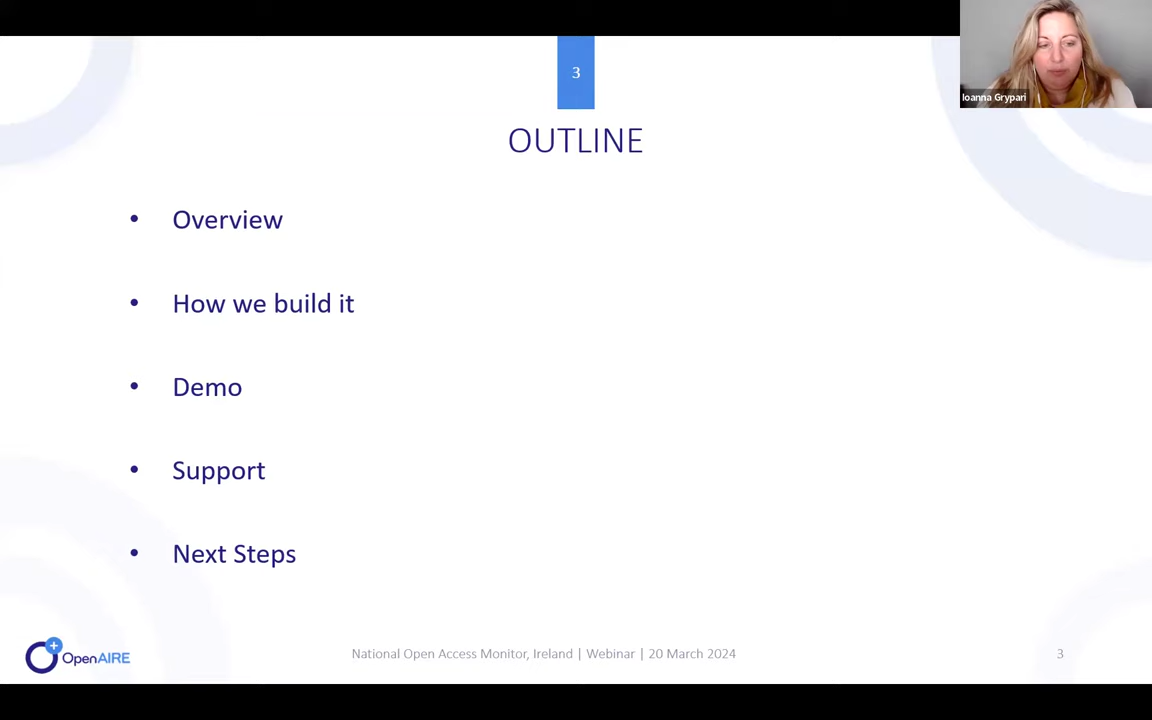 3
Ioanna Grypari
OUTLINE
• Overview
• How we build it
• Demo
• Support
• Next Steps
OpenAIRE
National Open Access Monitor, Ireland | Webinar | 20 March 2024
3